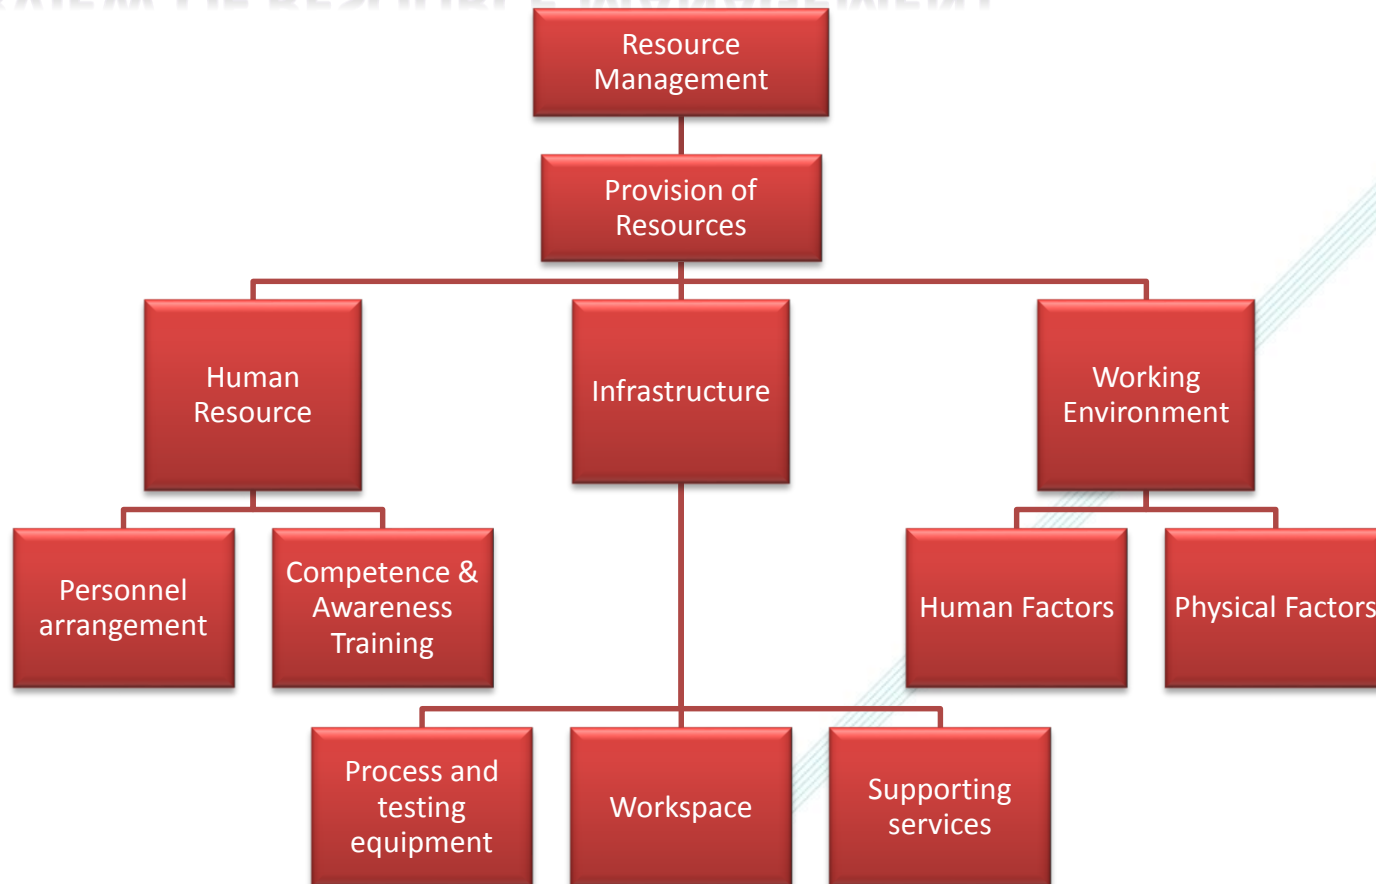 Resource
Management
Provision of
Resources
Human
Resource
Infrastructure
Working
Environment
Personnel
arrangement
Competence &
Awareness
Training
Human Factors
Physical Factors
Process and
testing
equipment
Workspace
Supporting
services